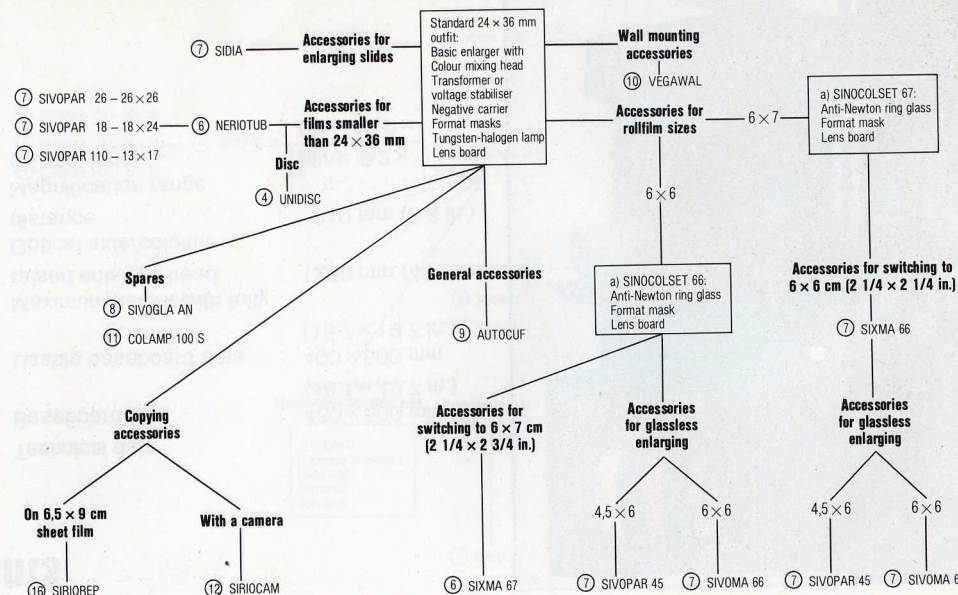 ⑦ SIDIA
Accessories for
enlarging slides
Standard 24 × 36 mm
outfit:
Basic enlarger with
Colour mixing head
Transformer or
voltage stabiliser
Negative carrier
Format masks
Tungsten-halogen lamp
Lens board
Wall mounting
accessories
⑩ VEGAWAL
⑦ SIVOPAR 26 – 26 × 26
⑦ SIVOPAR 18 – 18 × 24
⑦ SIVOPAR 110 – 13 × 17
⑥ NERIOTUB
Accessories for
films smaller
than 24 × 36 mm
Disc
④ UNIDISC
Accessories for
rollfilm sizes
6 × 7
a) SINOCOLSET 67:
Anti-Newton ring glass
Format mask
Lens board
6 × 6
Spares
⑧ SIVOGLA AN
⑪ COLAMP 100 S
General accessories
⑨ AUTOCUF
a) SINOCOLSET 66:
Anti-Newton ring glass
Format mask
Lens board
Accessories for switching to
6 × 6 cm (2 1/4 × 2 1/4 in.)
⑦ SIXMA 66
Copying
accessories
Accessories for
switching to 6 × 7 cm
(2 1/4 × 2 3/4 in.)
Accessories
for glassless
enlarging
Accessories
for glassless
enlarging
On 6,5 × 9 cm
sheet film
With a camera
4,5 × 6
6 × 6
4,5 × 6
6 × 6
⑯ SIRIOREP
⑫ SIRIOCAM
⑥ SIXMA 67
⑦ SIVOPAR 45
⑦ SIVOMA 66
⑦ SIVOPAR 45
⑦ SIVOMA 6